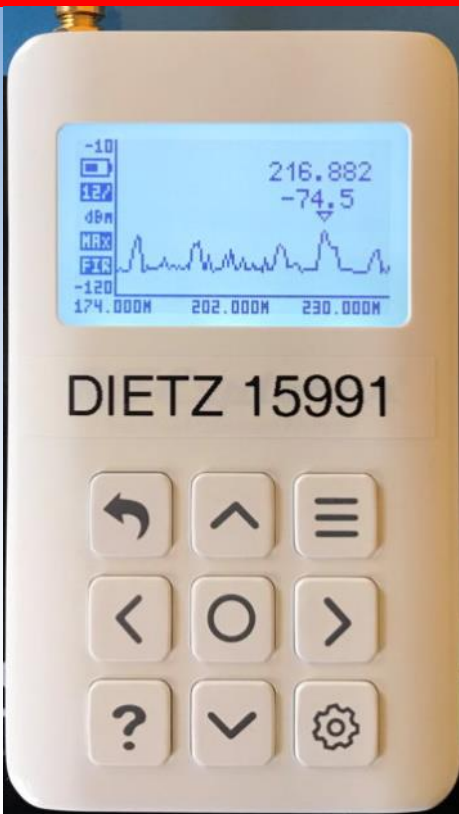 -10
216.882
12/
-74.5
dBm
MAx
FIR
-120
174.000M 202.000M 230.000M
DIETZ 15991
?